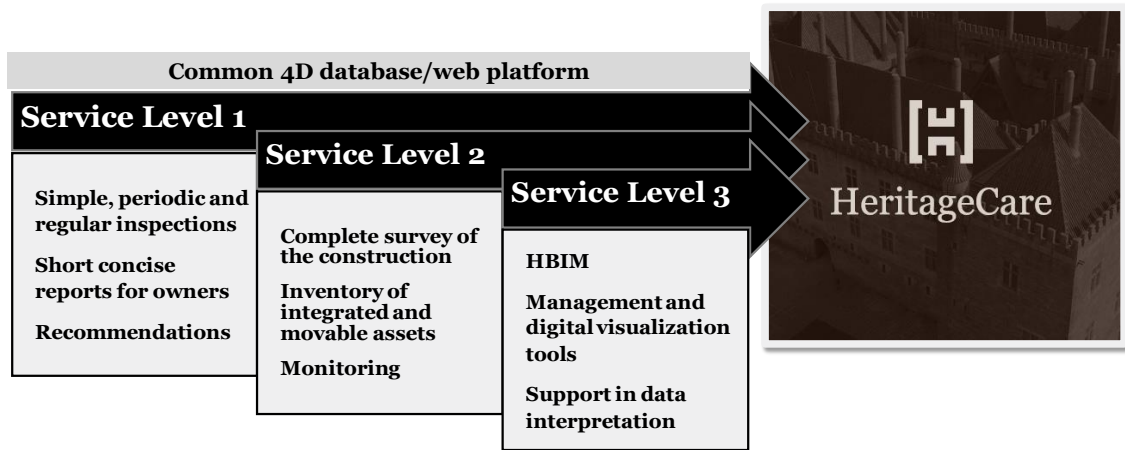 Common 4D database/web platform
Service Level 1
Simple, periodic and
regular inspections
Short concise
reports for owners
Recommendations
Service Level 2
Complete survey of
the construction
Inventory of
integrated and
movable assets
Monitoring
Service Level 3
HBIM
Management and
digital visualization
tools
Support in data
interpretation
[H]
HeritageCare